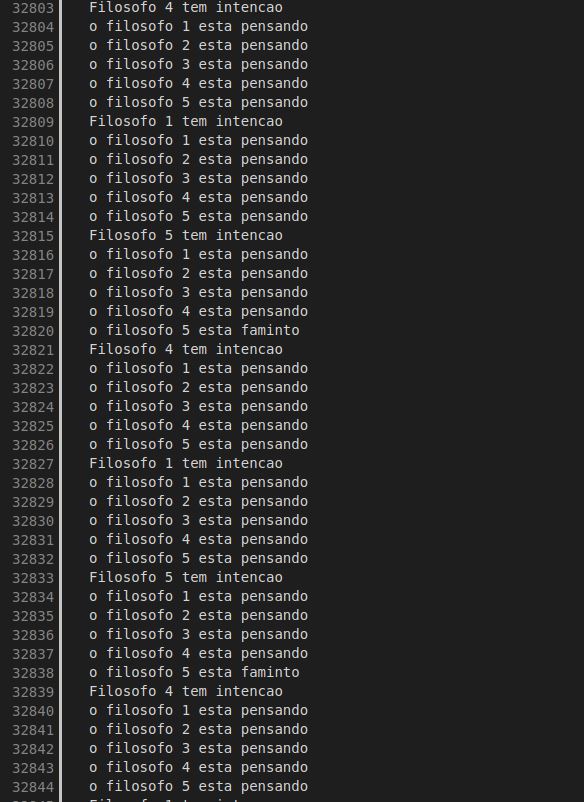 32803 Filosofo 4 tem intencao
32804 o filosofo 1 esta pensando
32805 o filosofo 2 esta pensando
32806 o filosofo 3 esta pensando
32807 o filosofo 4 esta pensando
32808 o filosofo 5 esta pensando
32809 Filosofo 1 tem intencao
32810 o filosofo 1 esta pensando
32811 o filosofo 2 esta pensando
32812 o filosofo 3 esta pensando
32813 o filosofo 4 esta pensando
32814 o filosofo 5 esta pensando
32815 Filosofo 5 tem intencao
32816 o filosofo 1 esta pensando
32817 o filosofo 2 esta pensando
32818 o filosofo 3 esta pensando
32819 o filosofo 4 esta pensando
32820 o filosofo 5 esta faminto
32821 Filosofo 4 tem intencao
32822 o filosofo 1 esta pensando
32823 o filosofo 2 esta pensando
32824 o filosofo 3 esta pensando
32825 o filosofo 4 esta pensando
32826 o filosofo 5 esta pensando
32827 Filosofo 1 tem intencao
32828 o filosofo 1 esta pensando
32829 o filosofo 2 esta pensando
32830 o filosofo 3 esta pensando
32831 o filosofo 4 esta pensando
32832 o filosofo 5 esta pensando
32833 Filosofo 5 tem intencao
32834 o filosofo 1 esta pensando
32835 o filosofo 2 esta pensando
32836 o filosofo 3 esta pensando
32837 o filosofo 4 esta pensando
32838 o filosofo 5 esta faminto
32839 Filosofo 4 tem intencao
32840 o filosofo 1 esta pensando
32841 o filosofo 2 esta pensando
32842 o filosofo 3 esta pensando
32843 o filosofo 4 esta pensando
32844 o filosofo 5 esta pensando